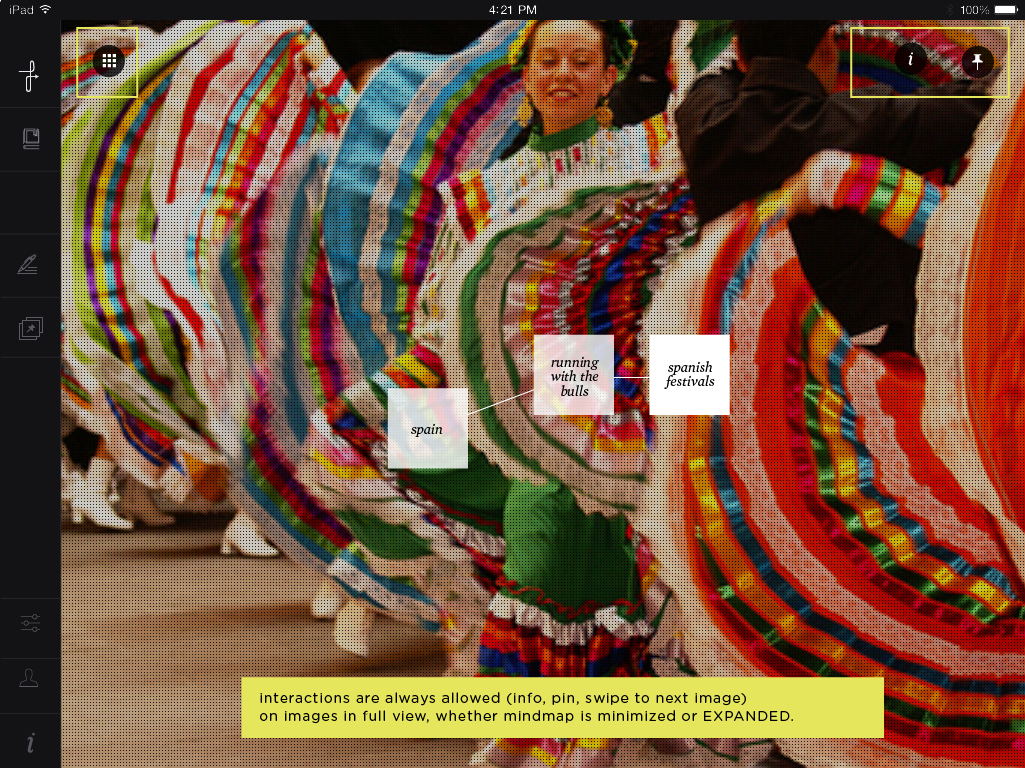 iPad
4:21 PM
100%
i
running
with the
bulls
spanish
festivals
spain
interactions are always allowed (info, pin, swipe to next image)
on images in full view, whether mindmap is minimized or EXPANDED.
i